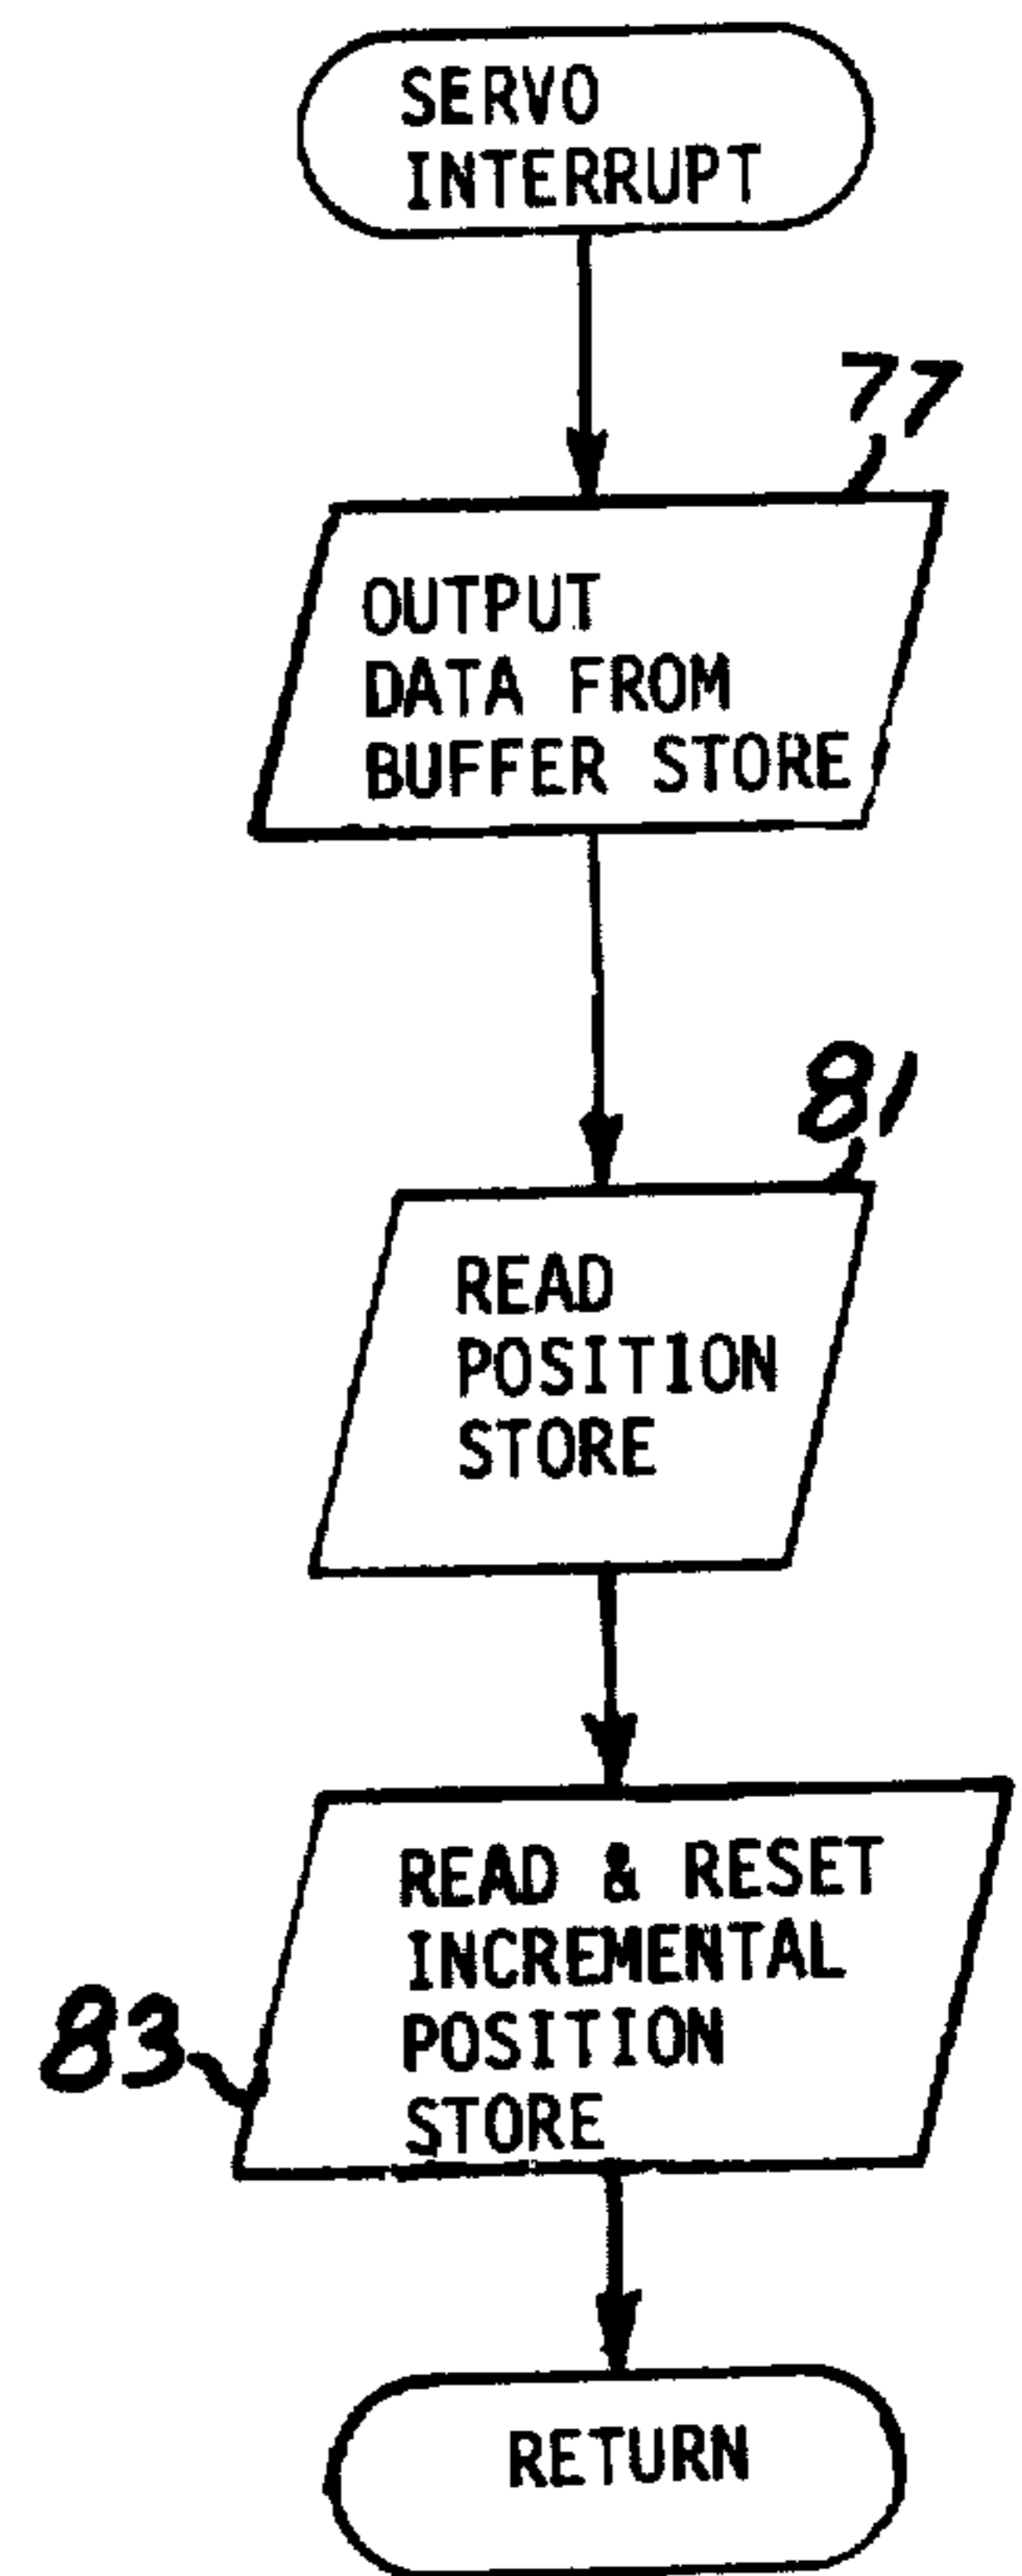 SERVO
INTERRUPT
77
OUTPUT
DATA FROM
BUFFER STORE
81
READ
POSITION
STORE
READ & RESET
INCREMENTAL
POSITION
STORE
83
RETURN